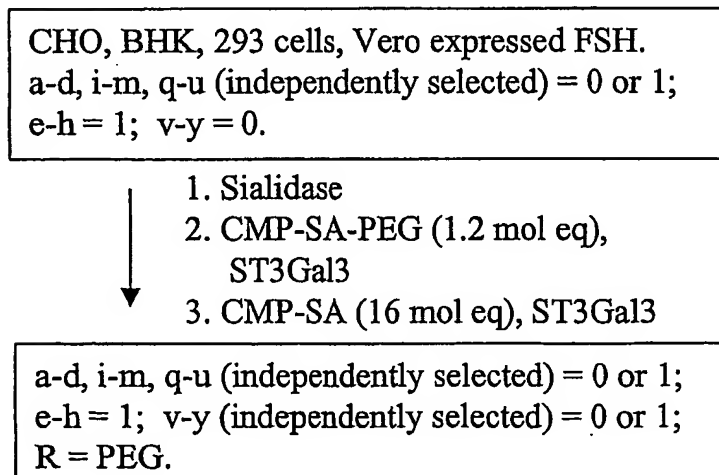 CHO, BHK, 293 cells, Vero expressed FSH.
a-d, i-m, q-u (independently selected) = 0 or 1;
e-h = 1; v-y = 0.
1. Sialidase
2. CMP-SA-PEG (1.2 mol eq),
ST3Gal3
3. CMP-SA (16 mol eq), ST3Gal3
a-d, i-m, q-u (independently selected) = 0 or 1;
e-h = 1; v-y (independently selected) = 0 or 1;
R = PEG.